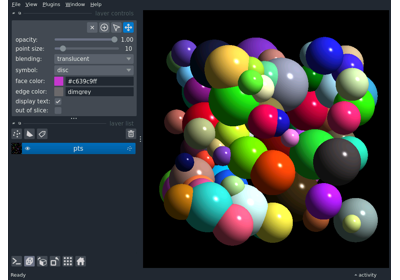 File View Plugins Window Help
layer controls
opacity: 1.00
point size: 10
blending: translucent
symbol: disc
face color: #c639c9ff
edge color: dimgrey
display text:
out of slice:
layer list
pts
Ready
activity